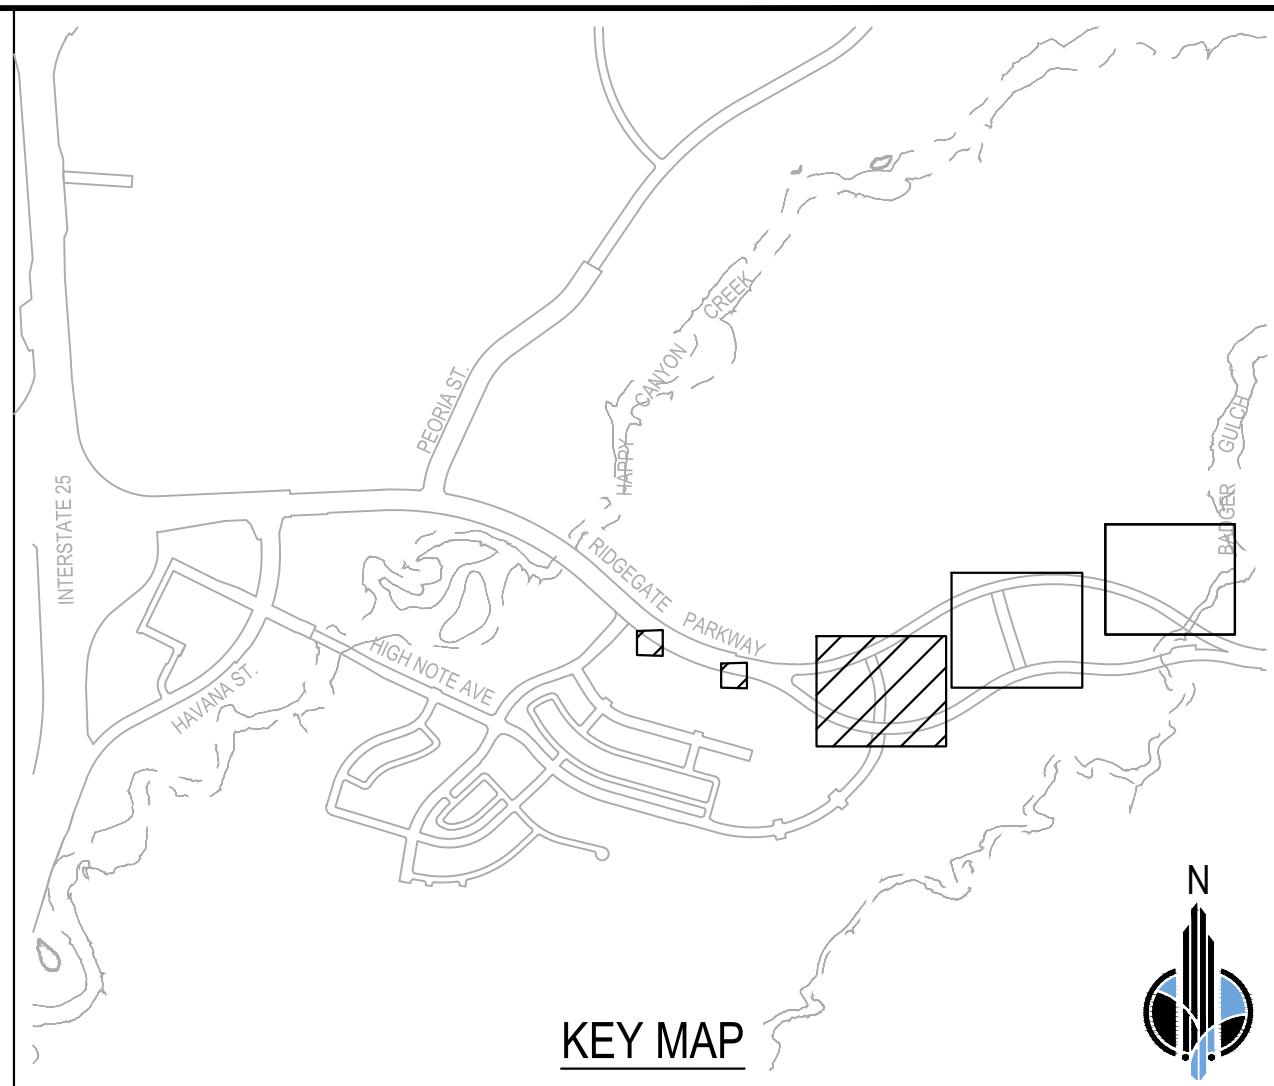 CREEK
CANYON
HAPPY
PEORIA ST.
GULCH
BADGER
INTERSTATE 25
RIDGEGATE PARKWAY
HIGH NOTE AVE
HAVANA ST.
N
KEY MAP